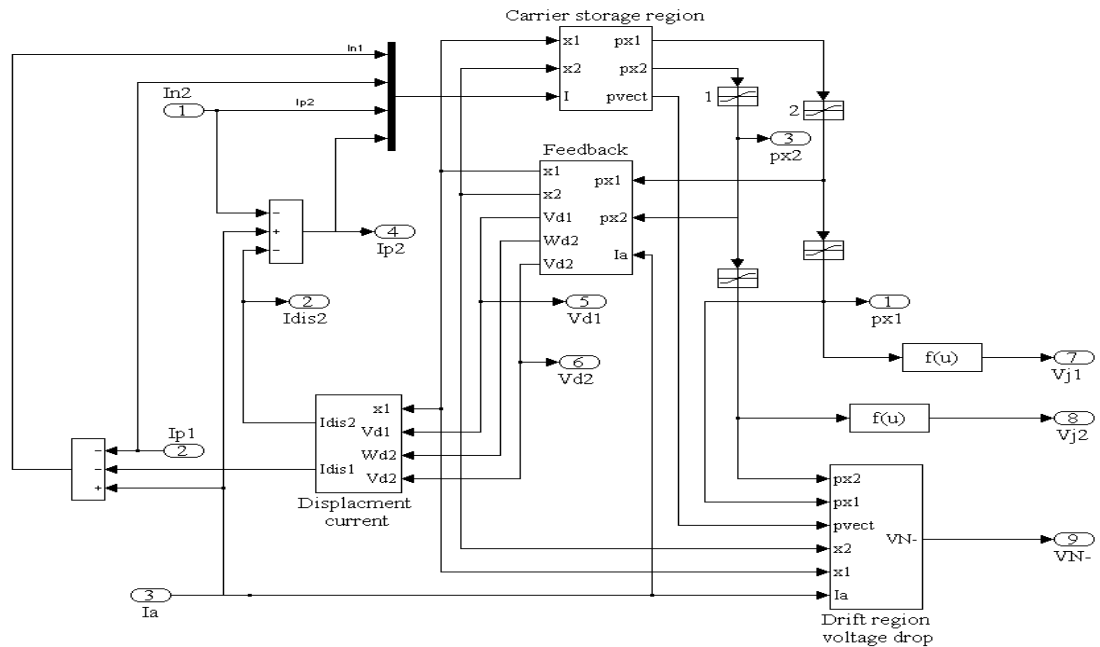 Carrier storage region
In1
x1
px1
x2
px2
I
pvect
In2
1
Ip2
1
2
3
px2
Feedback
x1
px1
x2
Vd1
px2
Wd2
Ia
Vd2
−
+
−
4
Ip2
2
Idis2
5
Vd1
1
px1
6
Vd2
f(u)
7
Vj1
x1
Idis2
Vd1
Wd2
Idis1
Vd2
Displacment
current
f(u)
8
Vj2
Ip1
2
−
−
+
px2
px1
pvect
VN-
x2
x1
Ia
9
VN-
3
Ia
Drift region
voltage drop